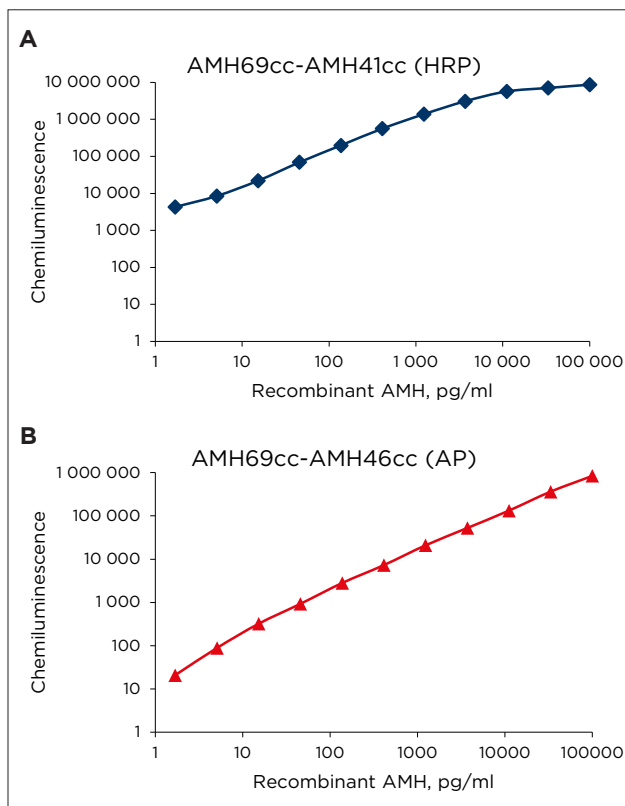 A
AMH69cc-AMH41cc (HRP)
Chemiluminescence
10 000 000
1 000 000
100 000
10 000
1 000
100
10
1
1 10 100 1 000 10 000 100 000
Recombinant AMH, pg/ml
B
AMH69cc-AMH46cc (AP)
Chemiluminescence
1 000 000
100 000
10 000
1 000
100
10
1
1 10 100 1000 10000 100000
Recombinant AMH, pg/ml